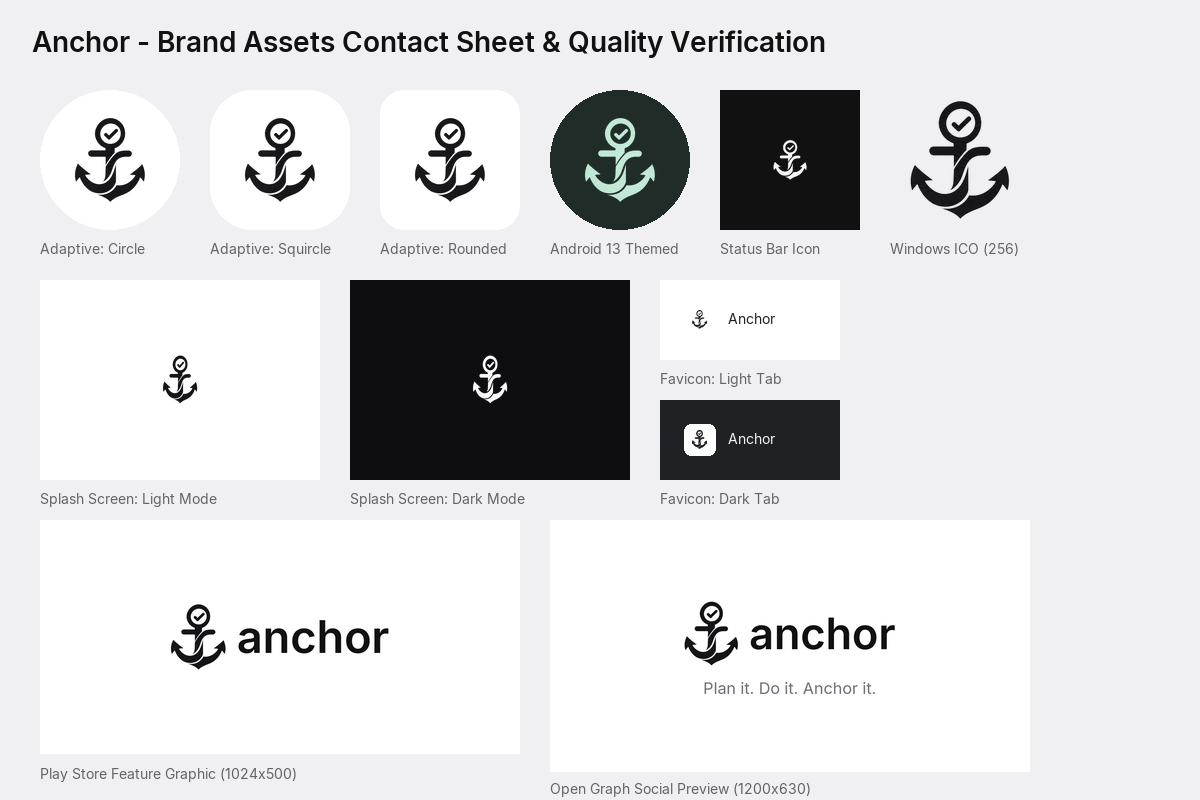 Anchor - Brand Assets Contact Sheet & Quality Verification
Adaptive: Circle
Adaptive: Squircle
Adaptive: Rounded
Android 13 Themed
Status Bar Icon
Windows ICO (256)
Anchor
Favicon: Light Tab
Anchor
Splash Screen: Light Mode
Splash Screen: Dark Mode
Favicon: Dark Tab
anchor
Play Store Feature Graphic (1024x500)
anchor
Plan it. Do it. Anchor it.
Open Graph Social Preview (1200x630)